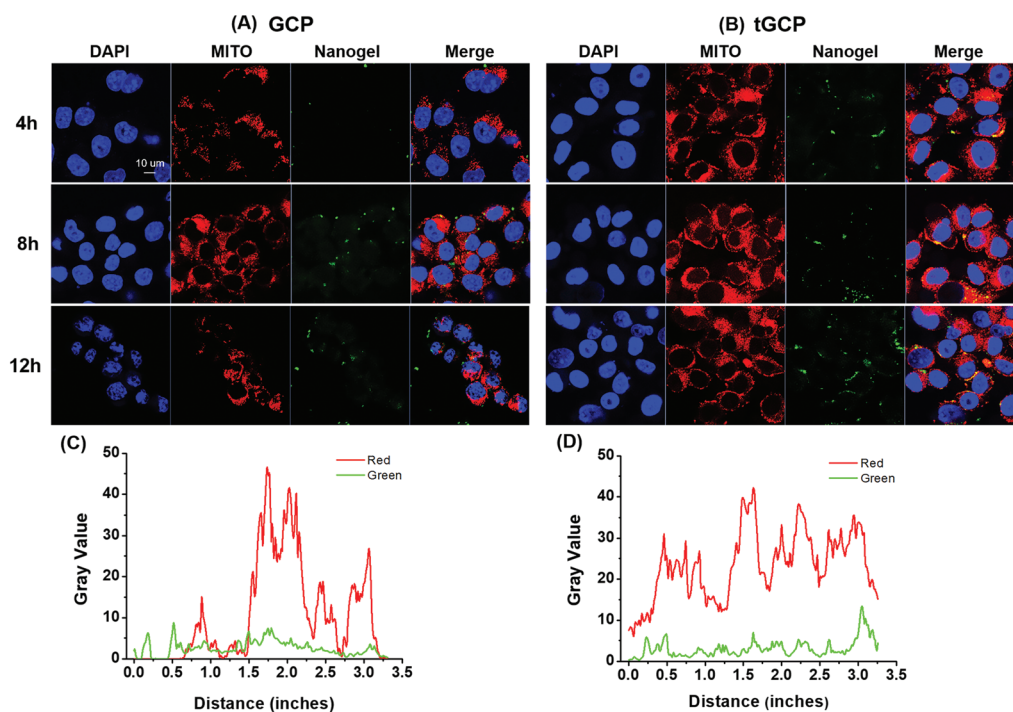 (A) GCP
DAPI MITO Nanogel Merge
(B) tGCP
DAPI MITO Nanogel Merge
4h
10 um
8h
12h
(C)
50
40
30
20
10
0
Gray Value
Red
Green
0.0 0.5 1.0 1.5 2.0 2.5 3.0 3.5
Distance (inches)
(D)
50
40
30
20
10
0
Gray Value
Red
Green
0.0 0.5 1.0 1.5 2.0 2.5 3.0 3.5
Distance (inches)